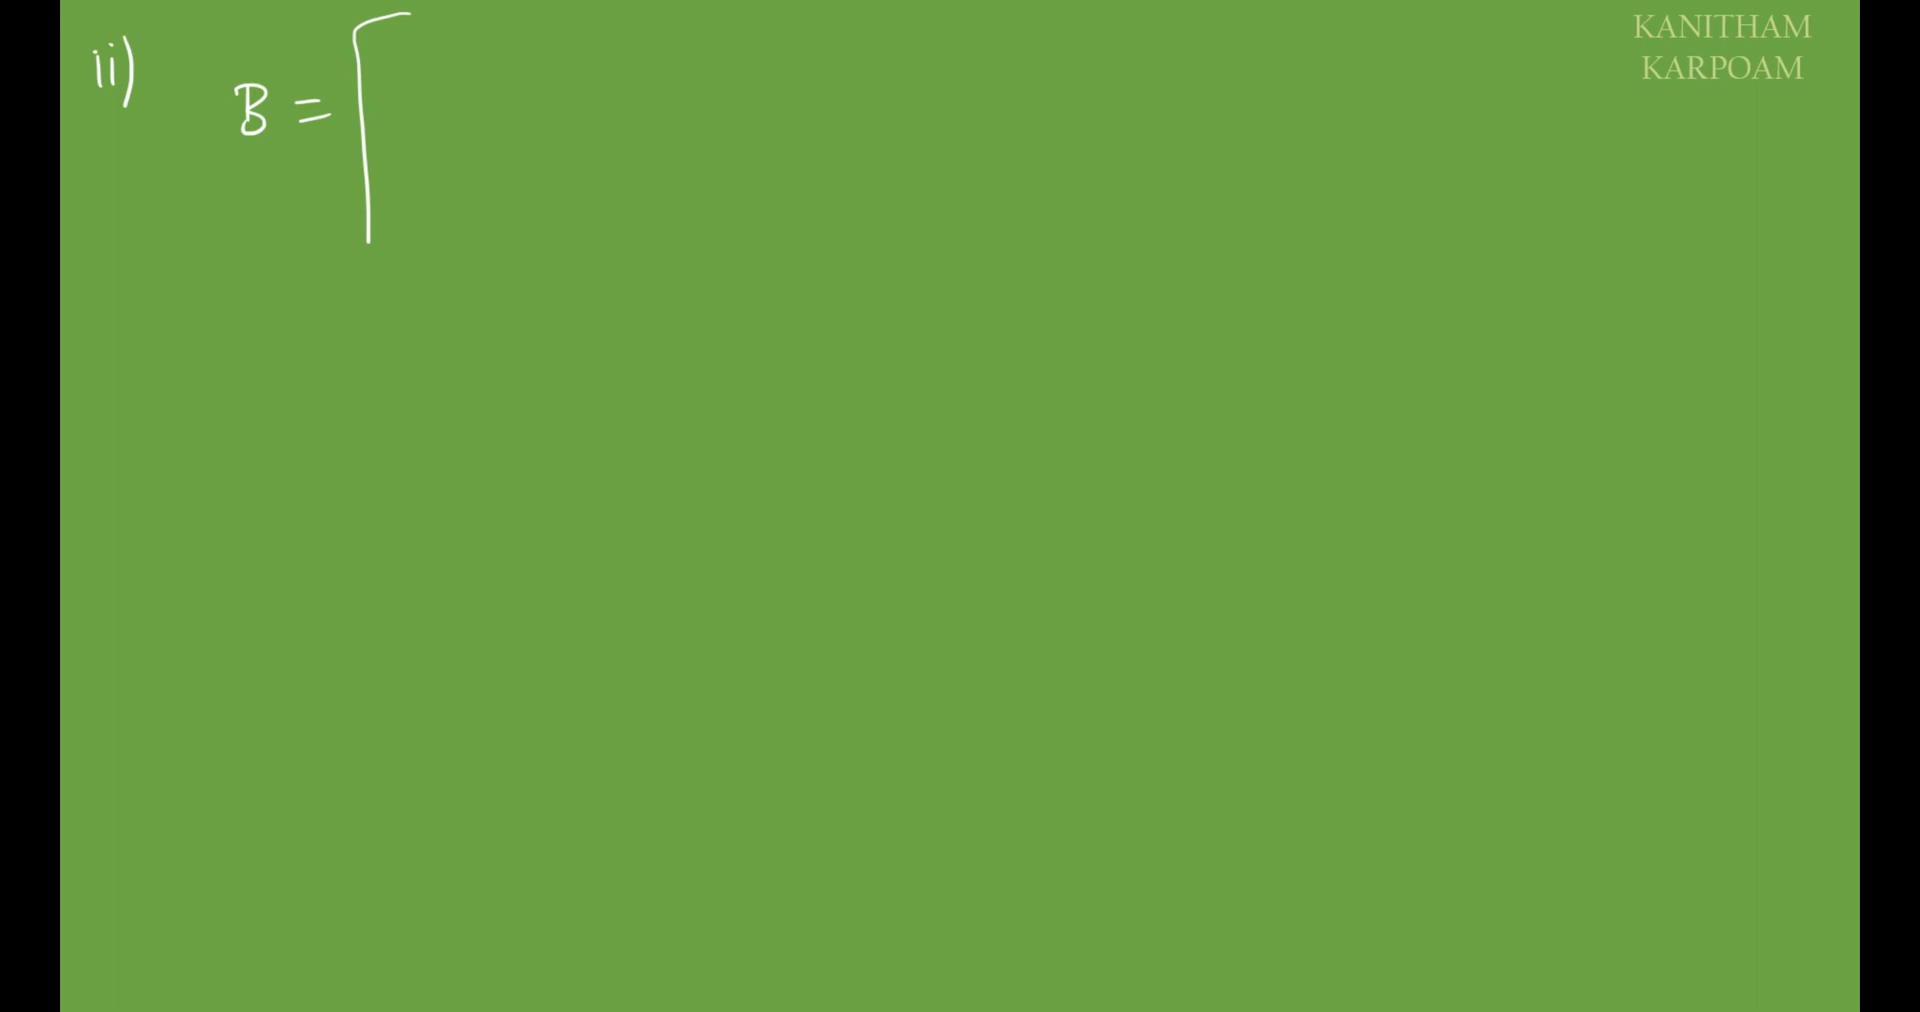 KANITHAM
KARPOAM
ii) B = [